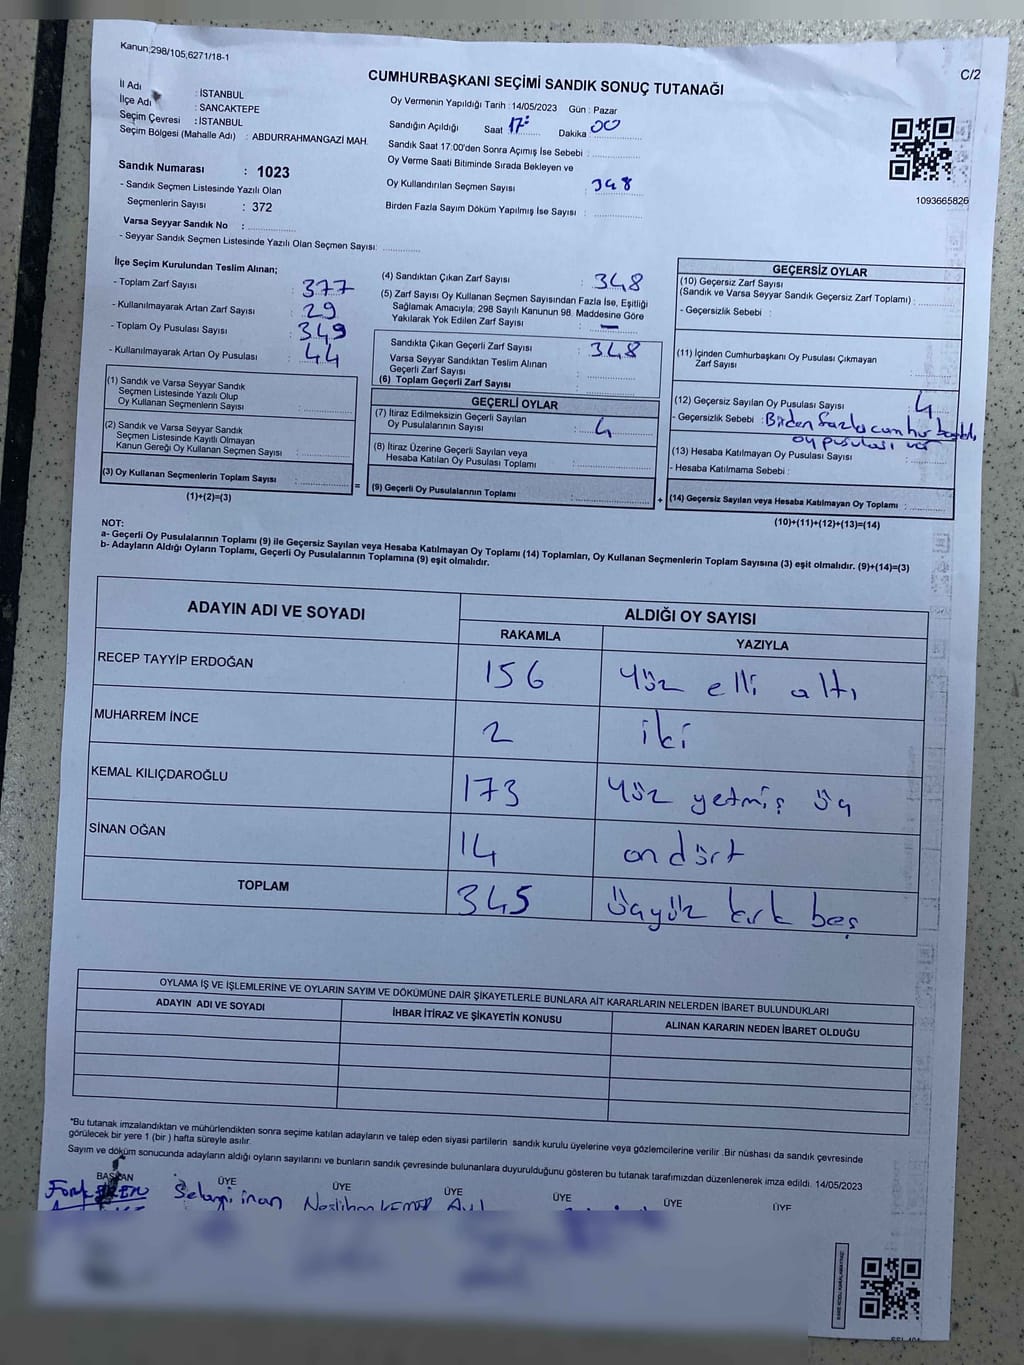 Kanun;298/105;6271/18-1
C/2
CUMHURBAŞKANI SEÇİMİ SANDIK SONUÇ TUTANAĞI
İl Adı : İSTANBUL
İlçe Adı : SANCAKTEPE
Seçim Çevresi : İSTANBUL
Seçim Bölgesi (Mahalle Adı) : ABDURRAHMANGAZİ MAH.
Sandık Numarası : 1023
- Sandık Seçmen Listesinde Yazılı Olan
Seçmenlerin Sayısı : 372
Varsa Seyyar Sandık No :
- Seyyar Sandık Seçmen Listesinde Yazılı Olan Seçmen Sayısı:
Oy Vermenin Yapıldığı Tarih : 14/05/2023 Gün : Pazar
Sandığın Açıldığı Saat 17: Dakika 00
Sandık Saat 17:00'den Sonra Açımış İse Sebebi :
Oy Verme Saati Bitiminde Sırada Bekleyen ve
Oy Kullandırılan Seçmen Sayısı : 348
Birden Fazla Sayım Döküm Yapılmış İse Sayısı :
1093665826
İlçe Seçim Kurulundan Teslim Alınan;
- Toplam Zarf Sayısı : 377
- Kullanılmayarak Artan Zarf Sayısı : 29
- Toplam Oy Pusulası Sayısı : 349
- Kullanılmayarak Artan Oy Pusulası : 44
(1) Sandık ve Varsa Seyyar Sandık
Seçmen Listesinde Yazılı Olup
Oy Kullanan Seçmenlerin Sayısı :
(2) Sandık ve Varsa Seyyar Sandık
Seçmen Listesinde Kayıtlı Olmayan
Kanun Gereği Oy Kullanan Seçmen Sayısı :
(3) Oy Kullanan Seçmenlerin Toplam Sayısı :
(1)+(2)=(3)
(4) Sandıktan Çıkan Zarf Sayısı : 348
(5) Zarf Sayısı Oy Kullanan Seçmen Sayısından Fazla İse, Eşitliği
Sağlamak Amacıyla; 298 Sayılı Kanunun 98. Maddesine Göre
Yakılarak Yok Edilen Zarf Sayısı : —
Sandıkta Çıkan Geçerli Zarf Sayısı : 348
Varsa Seyyar Sandıktan Teslim Alınan
Geçerli Zarf Sayısı :
(6) Toplam Geçerli Zarf Sayısı :
GEÇERLİ OYLAR
(7) İtiraz Edilmeksizin Geçerli Sayılan
Oy Pusulalarının Sayısı : 4
(8) İtiraz Üzerine Geçerli Sayılan veya
Hesaba Katılan Oy Pusulası Toplamı :
= (9) Geçerli Oy Pusulalarının Toplamı :
GEÇERSİZ OYLAR
(10) Geçersiz Zarf Sayısı
(Sandık ve Varsa Seyyar Sandık Geçersiz Zarf Toplamı) :
- Geçersizlik Sebebi :
(11) İçinden Cumhurbaşkanı Oy Pusulası Çıkmayan
Zarf Sayısı :
(12) Geçersiz Sayılan Oy Pusulası Sayısı : 4
- Geçersizlik Sebebi : Birden fazla cumhurbaşkanı
oy pusulası var
(13) Hesaba Katılmayan Oy Pusulası Sayısı :
- Hesaba Katılmama Sebebi :
+ (14) Geçersiz Sayılan veya Hesaba Katılmayan Oy Toplamı :
(10)+(11)+(12)+(13)=(14)
NOT:
a- Geçerli Oy Pusulalarının Toplamı (9) ile Geçersiz Sayılan veya Hesaba Katılmayan Oy Toplamı (14) Toplamları, Oy Kullanan Seçmenlerin Toplam Sayısına (3) eşit olmalıdır. (9)+(14)=(3)
b- Adayların Aldığı Oyların Toplamı, Geçerli Oy Pusulalarının Toplamına (9) eşit olmalıdır.
ADAYIN ADI VE SOYADI
ALDIĞI OY SAYISI
RAKAMLA
YAZIYLA
RECEP TAYYİP ERDOĞAN 156 Yüz elli altı
MUHARREM İNCE 2 iki
KEMAL KILIÇDAROĞLU 173 Yüz yetmiş üç
SİNAN OĞAN 14 on dört
TOPLAM 345 üçyüz kırk beş
OYLAMA İŞ VE İŞLEMLERİNE VE OYLARIN SAYIM VE DÖKÜMÜNE DAİR ŞİKAYETLERLE BUNLARA AİT KARARLARIN NELERDEN İBARET BULUNDUKLARI
ADAYIN ADI VE SOYADI
İHBAR İTİRAZ VE ŞİKAYETİN KONUSU
ALINAN KARARIN NEDEN İBARET OLDUĞU
*Bu tutanak imzalandıktan ve mühürlendikten sonra seçime katılan adayların ve talep eden siyasi partilerin sandık kurulu üyelerine veya gözlemcilerine verilir .Bir nüshası da sandık çevresinde
görülecek bir yere 1 (bir ) hafta süreyle asılır.
Sayım ve döküm sonucunda adayların aldığı oyların sayılarını ve bunların sandık çevresinde bulunanlara duyurulduğunu gösteren bu tutanak tarafımızdan düzenlenerek imza edildi. 14/05/2023
BAŞKAN ÜYE ÜYE ÜYE ÜYE ÜYE ÜYE
inan Neslihan